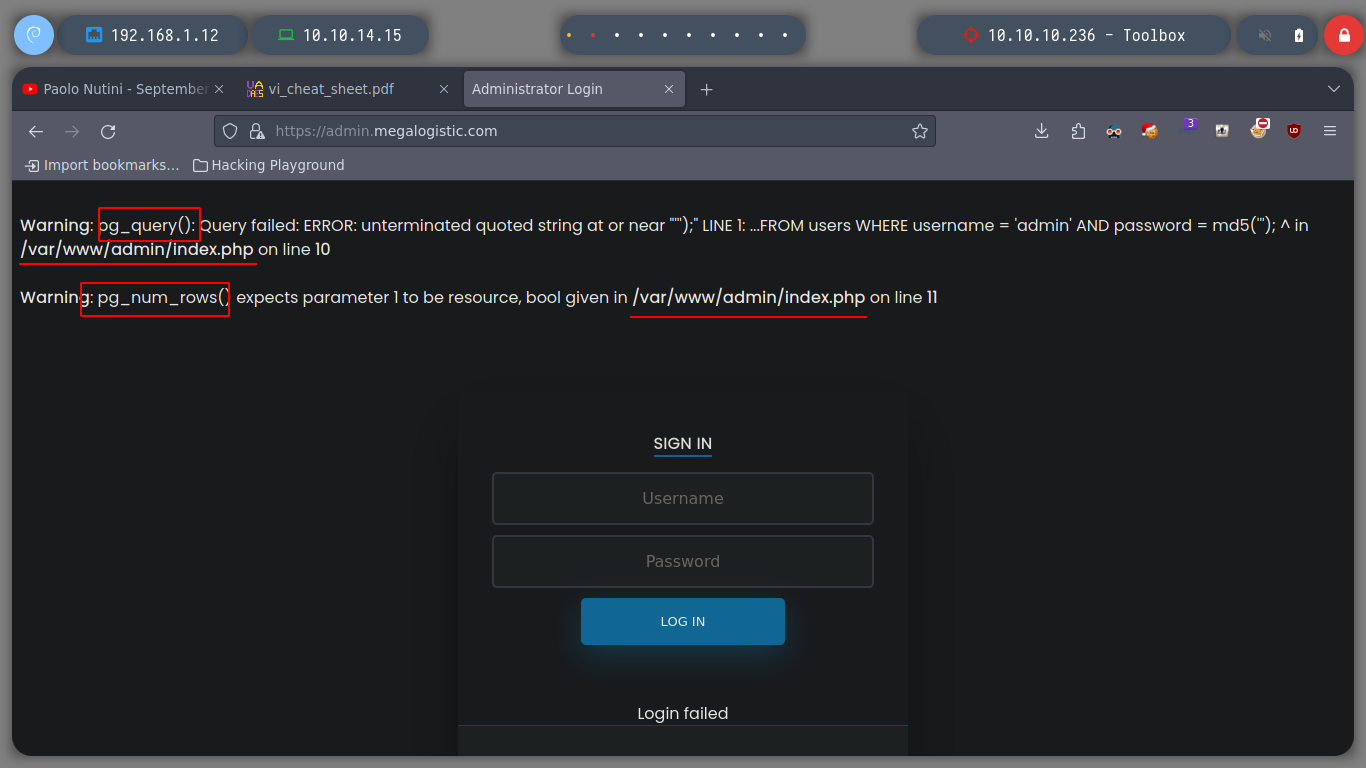 192.168.1.12 10.10.14.15 10.10.10.236 - Toolbox
Paolo Nutini - September vi_cheat_sheet.pdf Administrator Login
https://admin.megalogistic.com 3 UD
Import bookmarks... Hacking Playground
Warning: pg_query(): Query failed: ERROR: unterminated quoted string at or near "'");" LINE 1: ...FROM users WHERE username = 'admin' AND password = md5('''); ^ in
/var/www/admin/index.php on line 10
Warning: pg_num_rows() expects parameter 1 to be resource, bool given in /var/www/admin/index.php on line 11
SIGN IN
Username
Password
LOG IN
Login failed